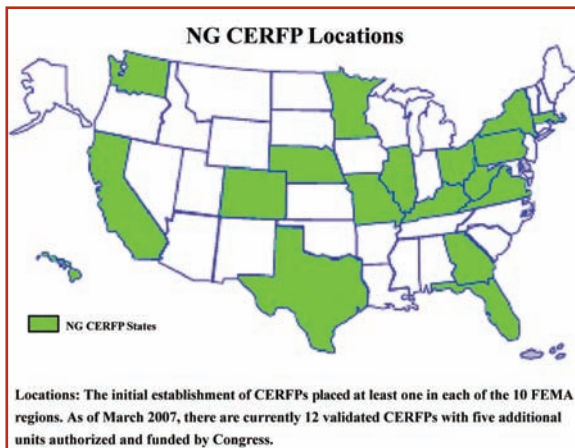 NG CERFP Locations
NG CERFP States
Locations: The initial establishment of CERFPs placed at least one in each of the 10 FEMA
regions. As of March 2007, there are currently 12 validated CERFPs with five additional
units authorized and funded by Congress.